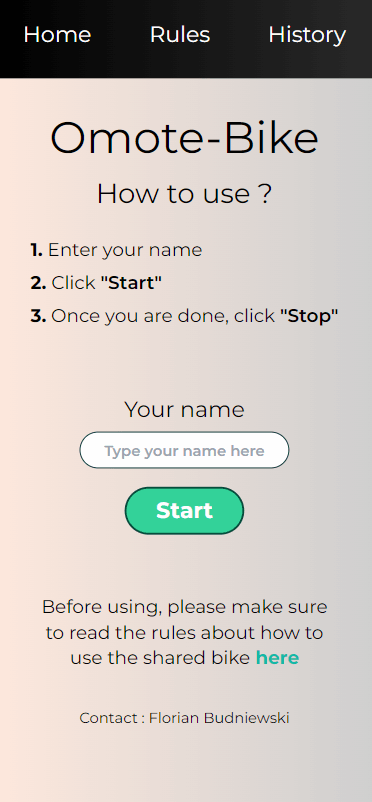 Home Rules History
Omote-Bike
How to use ?
1. Enter your name
2. Click "Start"
3. Once you are done, click "Stop"
Your name
Type your name here
Start
Before using, please make sure
to read the rules about how to
use the shared bike here
Contact : Florian Budniewski